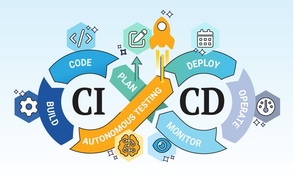 CODE
DEPLOY
PLAN
CI
CD
BUILD
OPERATE
AUTONOMOUS TESTING
MONITOR